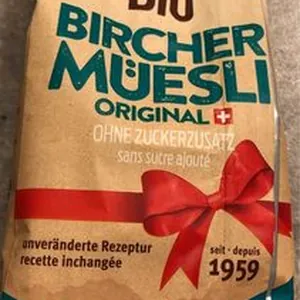 BIO
BIRCHER
MÜESLI
ORIGINAL
OHNE ZUCKERZUSATZ
sans sucre ajouté
unveränderte Rezeptur
recette inchangée
seit · depuis
1959